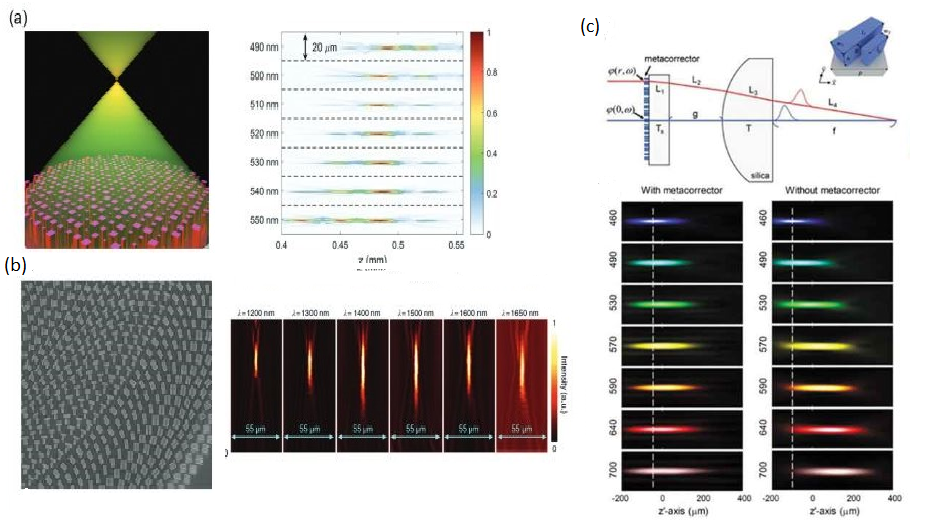 (a)
490 nm
500 nm
510 nm
520 nm
530 nm
540 nm
550 nm
20 μm
0.4 0.45 0.5 0.55
z (mm)
1
0.8
0.6
0.4
0.2
0
(b)
λ=1200 nm λ=1300 nm λ=1400 nm λ=1500 nm λ=1600 nm λ=1650 nm
55 μm 55 μm 55 μm 55 μm 55 μm 55 μm
1
Intensity (a.u.)
0
(c)
metacorrector
φ(r,ω)
φ(0,ω)
L₁
L₂
L₃
L₄
Tₛ
g
T
f
silica
With metacorrector Without metacorrector
460 460
490 490
530 530
570 570
590 590
640 640
700 700
-200 0 200 400 -200 0 200 400
z'-axis (μm) z'-axis (μm)